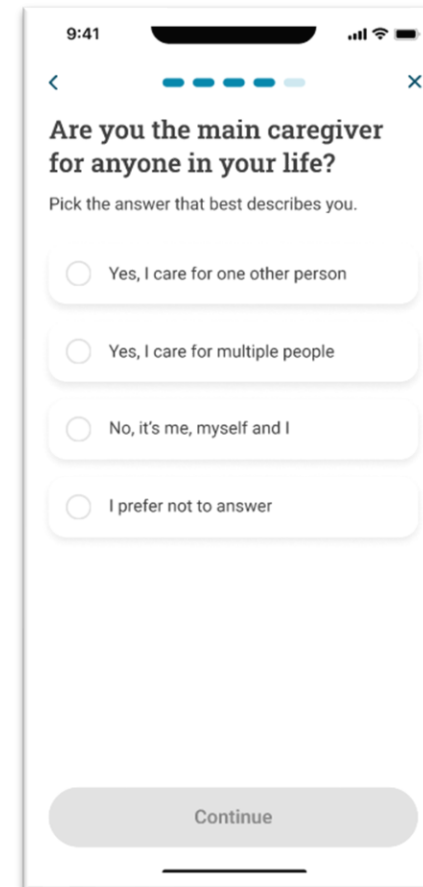 9:41
Are you the main caregiver
for anyone in your life?
Pick the answer that best describes you.
Yes, I care for one other person
Yes, I care for multiple people
No, it's me, myself and I
I prefer not to answer
Continue